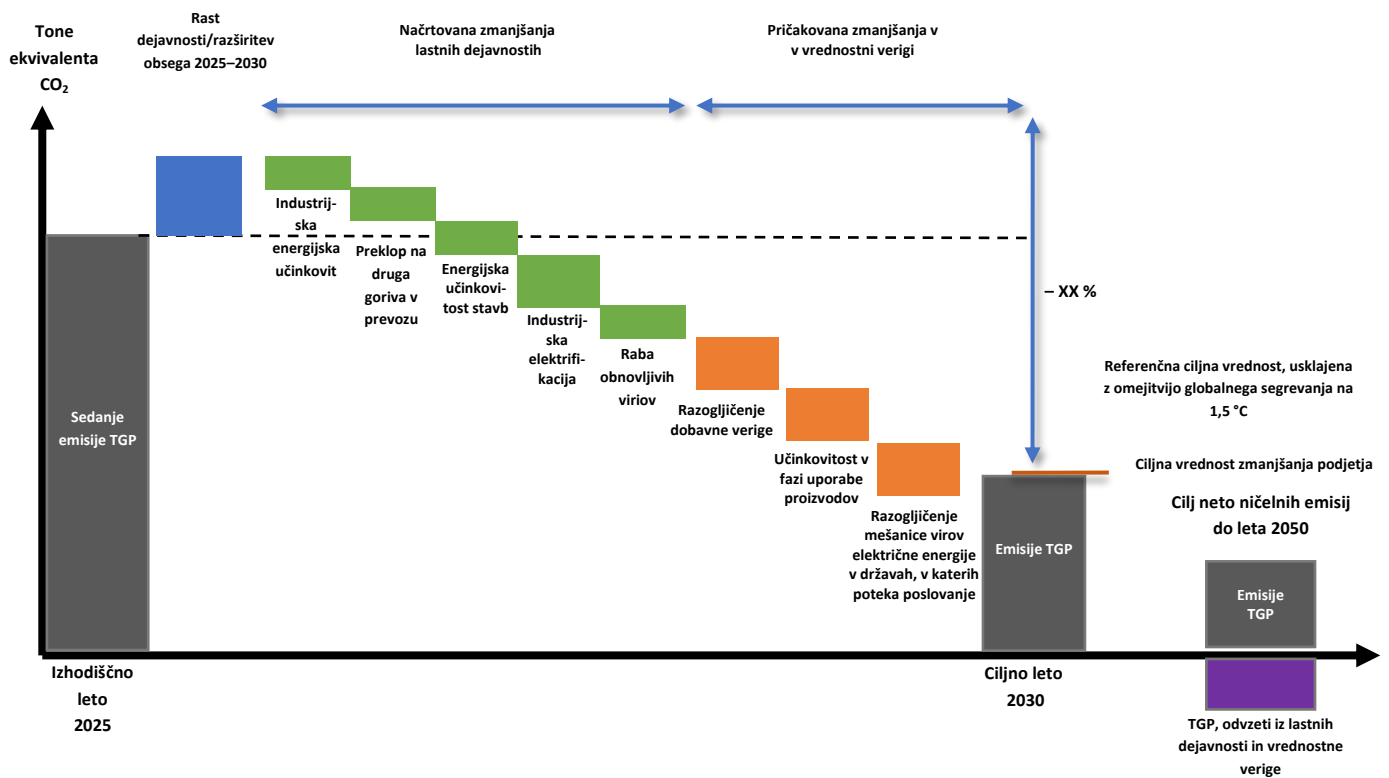 Tone
ekvivalenta
CO₂
Rast
dejavnosti/razširitev
obsega 2025–2030
Načrtovana zmanjšanja
lastnih dejavnostih
Pričakovana zmanjšanja v
v vrednostni verigi
Industrij-
ska
energijska
učinkovit
Preklop na
druga
goriva v
prevozu
Energijska
učinkovi-
tost stavb
Industrij-
ska
elektrifi-
kacija
Raba
obnovljivih
viriov
Razogljičenje
dobavne verige
Učinkovitost v
fazi uporabe
proizvodov
Razogljičenje
mešanice virov
električne energije
v državah, v katerih
poteka poslovanje
– XX %
Referenčna ciljna vrednost, usklajena
z omejitvijo globalnega segrevanja na
1,5 °C
Ciljna vrednost zmanjšanja podjetja
Cilj neto ničelnih emisij
do leta 2050
Sedanje
emisije TGP
Emisije TGP
Emisije
TGP
Izhodiščno
leto
2025
Ciljno leto
2030
TGP, odvzeti iz lastnih
dejavnosti in vrednostne
verige